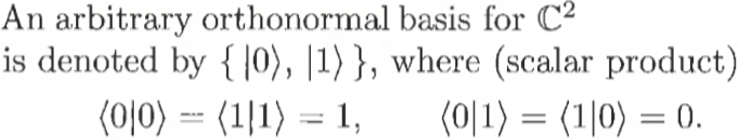 An arbitrary orthonormal basis for ℂ²
is denoted by { |0⟩, |1⟩ }, where (scalar product)
⟨0|0⟩ = ⟨1|1⟩ = 1, ⟨0|1⟩ = ⟨1|0⟩ = 0.